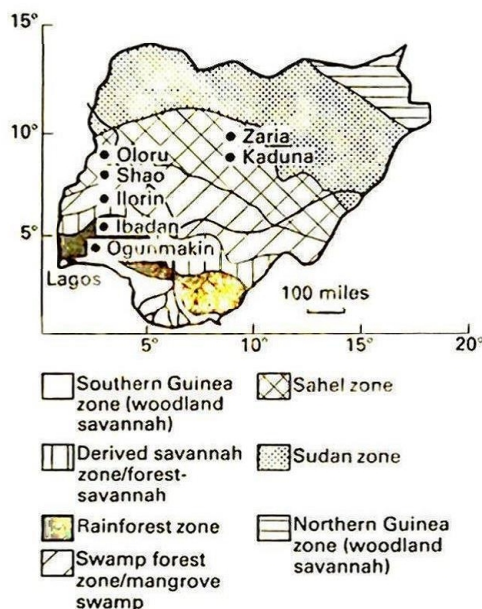 15°
10°
Zaria
Oloru
Kaduna
Shao
Ilorin
Ibadan
5°
Ogunmakin
Lagos
100 miles
5°
10°
15°
20°
Southern Guinea
zone (woodland
savannah)
Sahel zone
Derived savannah
zone/forest-
savannah
Sudan zone
Rainforest zone
Northern Guinea
zone (woodland
savannah)
Swamp forest
zone/mangrove
swamp